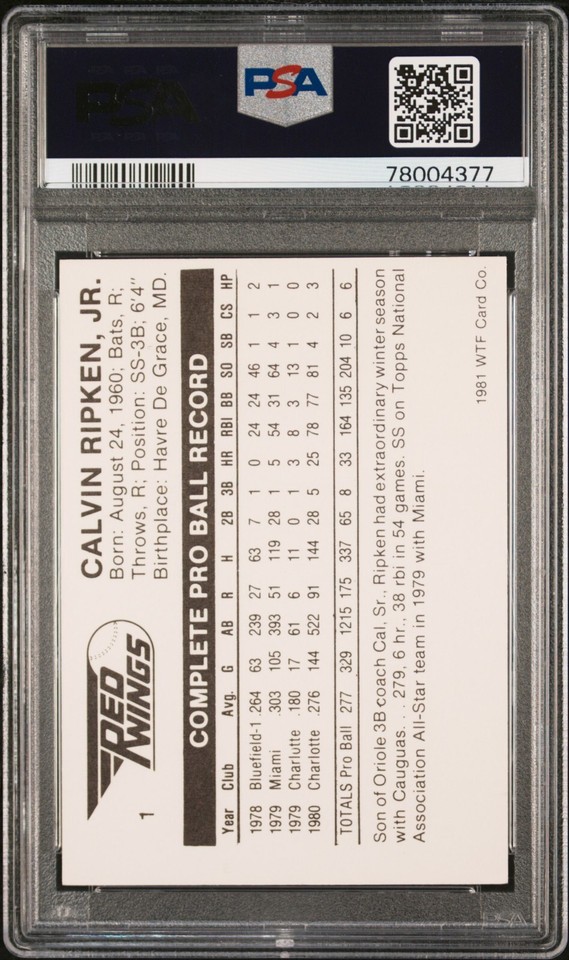 PSA
78004377
RED WINGS
1
CALVIN RIPKEN, JR.
Born: August 24, 1960; Bats, R;
Throws, R; Position: SS-3B; 6'4"
Birthplace: Havre De Grace, MD.
COMPLETE PRO BALL RECORD
Year Club Avg. G AB R H 2B 3B HR RBI BB SO SB CS HP
1978 Bluefield-1 .264 63 239 27 63 7 1 0 24 24 46 1 1 2
1979 Miami .303 105 393 51 119 28 1 5 54 31 64 4 3 1
1979 Charlutte .180 17 61 6 11 0 1 3 8 3 13 1 0 0
1980 Charlotte .276 144 522 91 144 28 5 25 78 77 81 4 2 3
TOTALS Pro Ball 277 329 1215 175 337 65 8 33 164 135 204 10 6 6
Son of Oriole 3B coach Cal, Sr., Ripken had extraordinary winter season
with Cauguas. . . 279, 6 hr., 38 rbi in 54 games. SS on Topps National
Association All-Star team in 1979 with Miami.
1981 WTF Card Co.
PSA